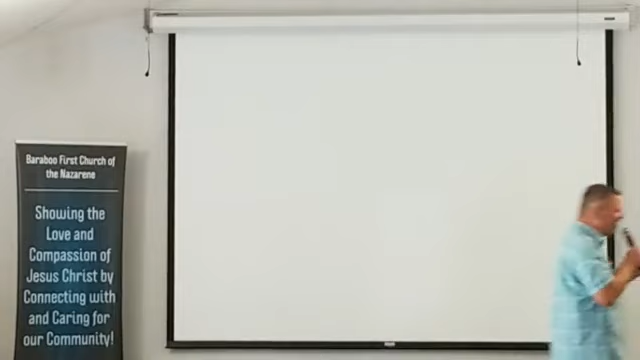 Baraboo First Church of
the Nazarene
Showing the
Love and
Compassion of
Jesus Christ by
Connecting with
and Caring for
our Community!